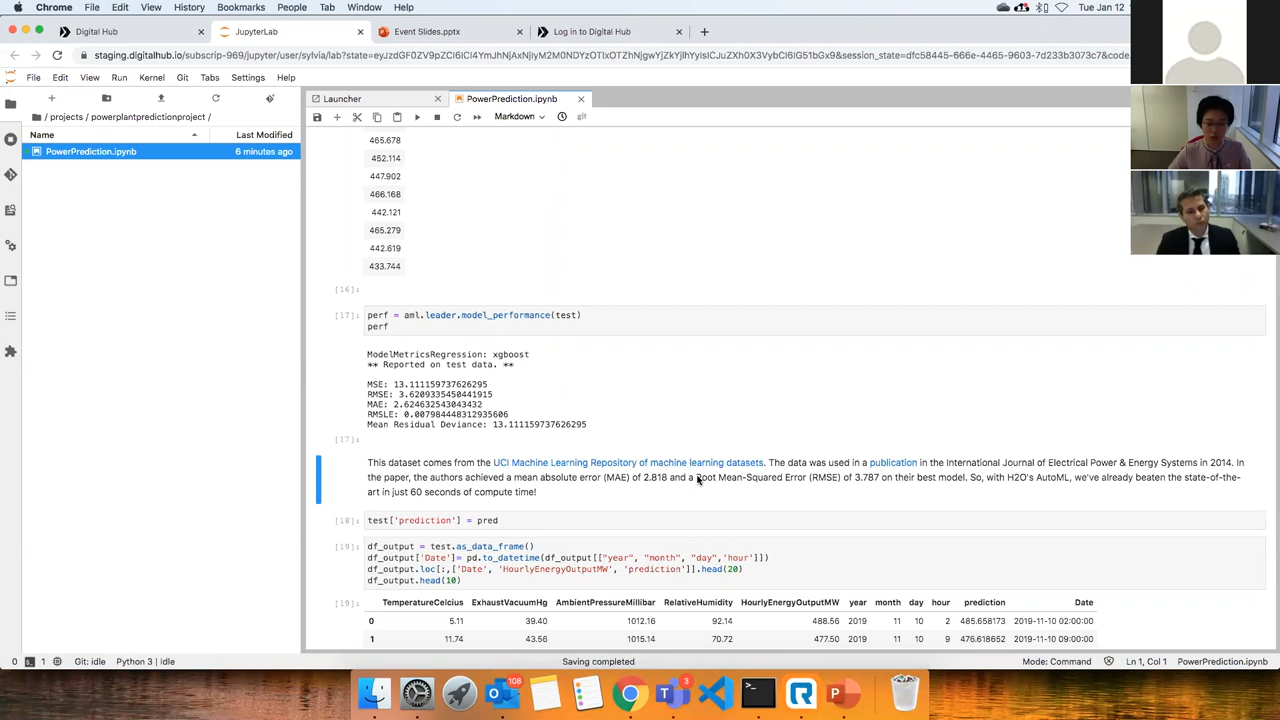 Chrome File Edit View History Bookmarks People Tab Window Help Tue Jan 12
Digital Hub JupyterLab Event Slides.pptx Log in to Digital Hub
File Edit View Run Kernel Git Tabs Settings Help
Launcher PowerPrediction.ipynb
Markdown git
/ projects / powerplantpredictionproject /
Name Last Modified
PowerPrediction.ipynb 6 minutes ago
465.678
452.114
447.902
466.168
442.121
465.279
442.619
433.744
[16]:
[17]: perf = aml.leader.model_performance(test)
perf
ModelMetricsRegression: xgboost
** Reported on test data. **
MSE: 13.111159737626295
RMSE: 3.6209335450441915
MAE: 2.624632543043432
RMSLE: 0.007984448312935606
Mean Residual Deviance: 13.111159737626295
[17]:
This dataset comes from the UCI Machine Learning Repository of machine learning datasets. The data was used in a publication in the International Journal of Electrical Power & Energy Systems in 2014. In
the paper, the authors achieved a mean absolute error (MAE) of 2.818 and a Root Mean-Squared Error (RMSE) of 3.787 on their best model. So, with H2O's AutoML, we've already beaten the state-of-the-
art in just 60 seconds of compute time!
[18]: test['prediction'] = pred
[19]: df_output = test.as_data_frame()
df_output['Date']= pd.to_datetime(df_output[["year", "month", "day",'hour']])
df_output.loc[:,['Date', 'HourlyEnergyOutputMW', 'prediction']].head(20)
df_output.head(10)
[19]: TemperatureCelcius ExhaustVacuumHg AmbientPressureMillibar RelativeHumidity HourlyEnergyOutputMW year month day hour prediction Date
0 5.11 39.40 1012.16 92.14 488.56 2019 11 10 2 485.658173 2019-11-10 02:00:00
1 11.74 43.56 1015.14 70.72 477.50 2019 11 10 9 476.618652 2019-11-10 09:00:00
0 1 Git: idle Python 3 | Idle Saving completed Mode: Command Ln 1, Col 1 PowerPrediction.ipynb
108 3